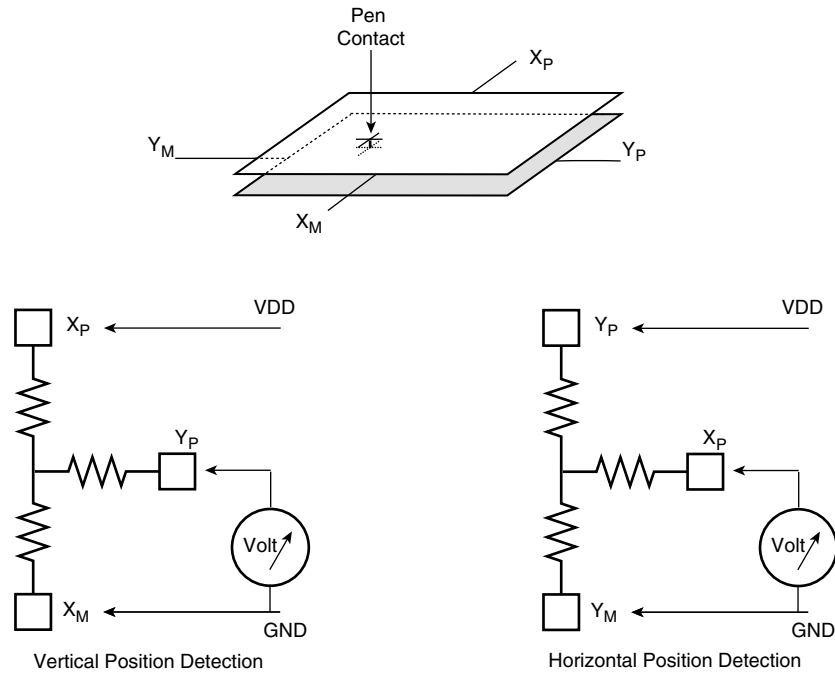 Pen
Contact
X_P
Y_M
Y_P
X_M
VDD
X_P
Y_P
Volt
X_M
GND
Vertical Position Detection
VDD
Y_P
X_P
Volt
Y_M
GND
Horizontal Position Detection